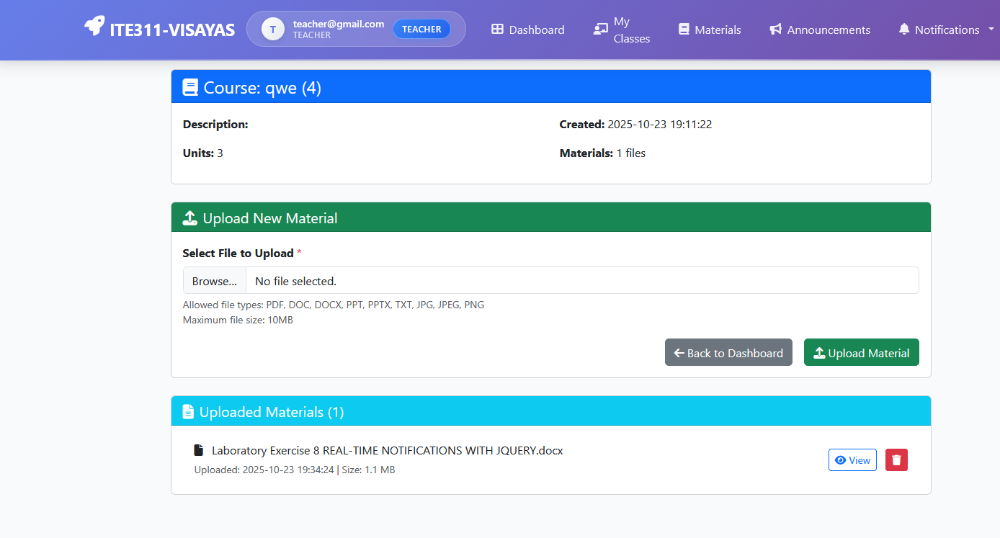 ITE311-VISAYAS
T
teacher@gmail.com
TEACHER
TEACHER
Dashboard
My
Classes
Materials
Announcements
Notifications
Course: qwe (4)
Description:
Created: 2025-10-23 19:11:22
Units: 3
Materials: 1 files
Upload New Material
Select File to Upload *
Browse... No file selected.
Allowed file types: PDF, DOC, DOCX, PPT, PPTX, TXT, JPG, JPEG, PNG
Maximum file size: 10MB
Back to Dashboard
Upload Material
Uploaded Materials (1)
Laboratory Exercise 8 REAL-TIME NOTIFICATIONS WITH JQUERY.docx
Uploaded: 2025-10-23 19:34:24 | Size: 1.1 MB
View